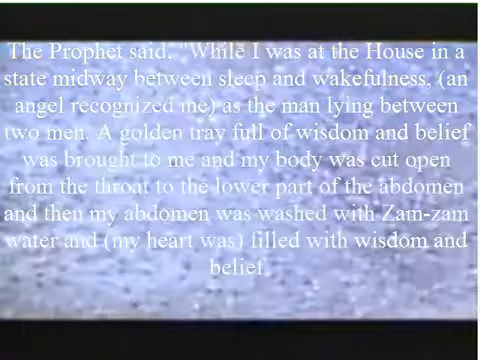 The Prophet said, "While I was at the House in a
state midway between sleep and wakefulness, (an
angel recognized me) as the man lying between
two men. A golden tray full of wisdom and belief
was brought to me and my body was cut open
from the throat to the lower part of the abdomen
and then my abdomen was washed with Zam-zam
water and (my heart was) filled with wisdom and
belief.